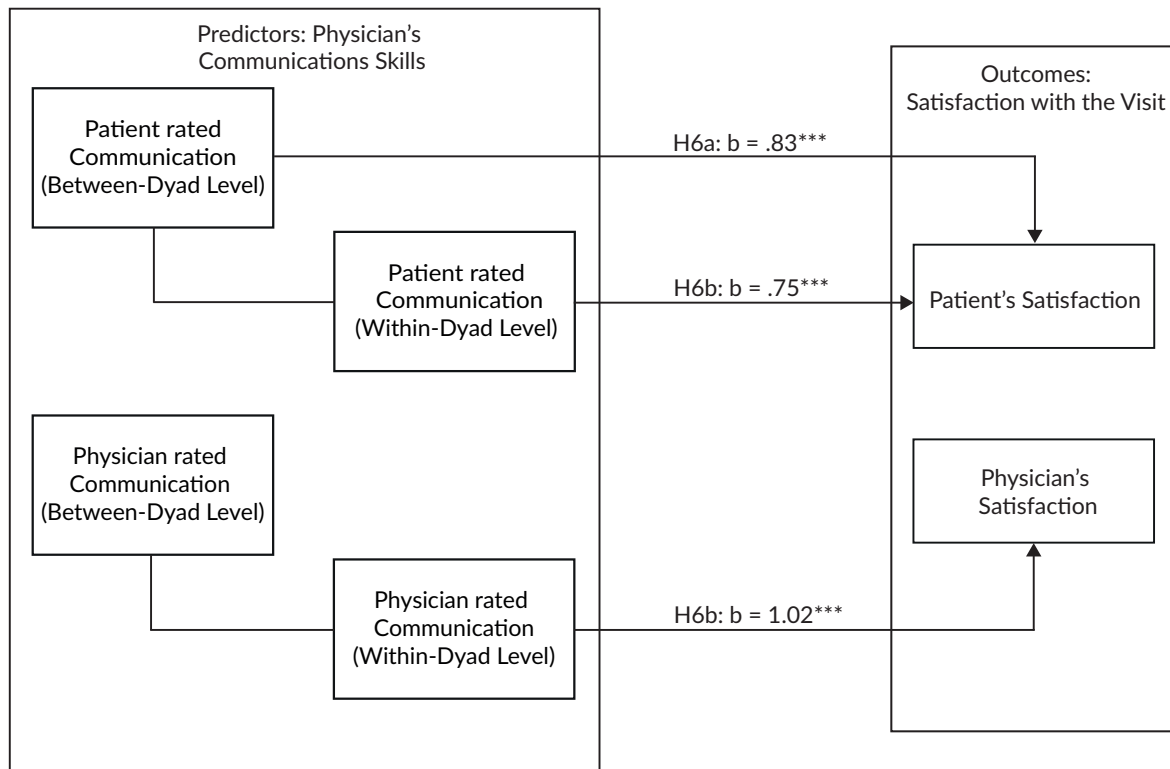 Predictors: Physician's
Communications Skills
Outcomes:
Satisfaction with the Visit
Patient rated
Communication
(Between-Dyad Level)
H6a: b = .83***
Patient rated
Communication
(Within-Dyad Level)
H6b: b = .75***
Patient's Satisfaction
Physician rated
Communication
(Between-Dyad Level)
Physician's
Satisfaction
Physician rated
Communication
(Within-Dyad Level)
H6b: b = 1.02***